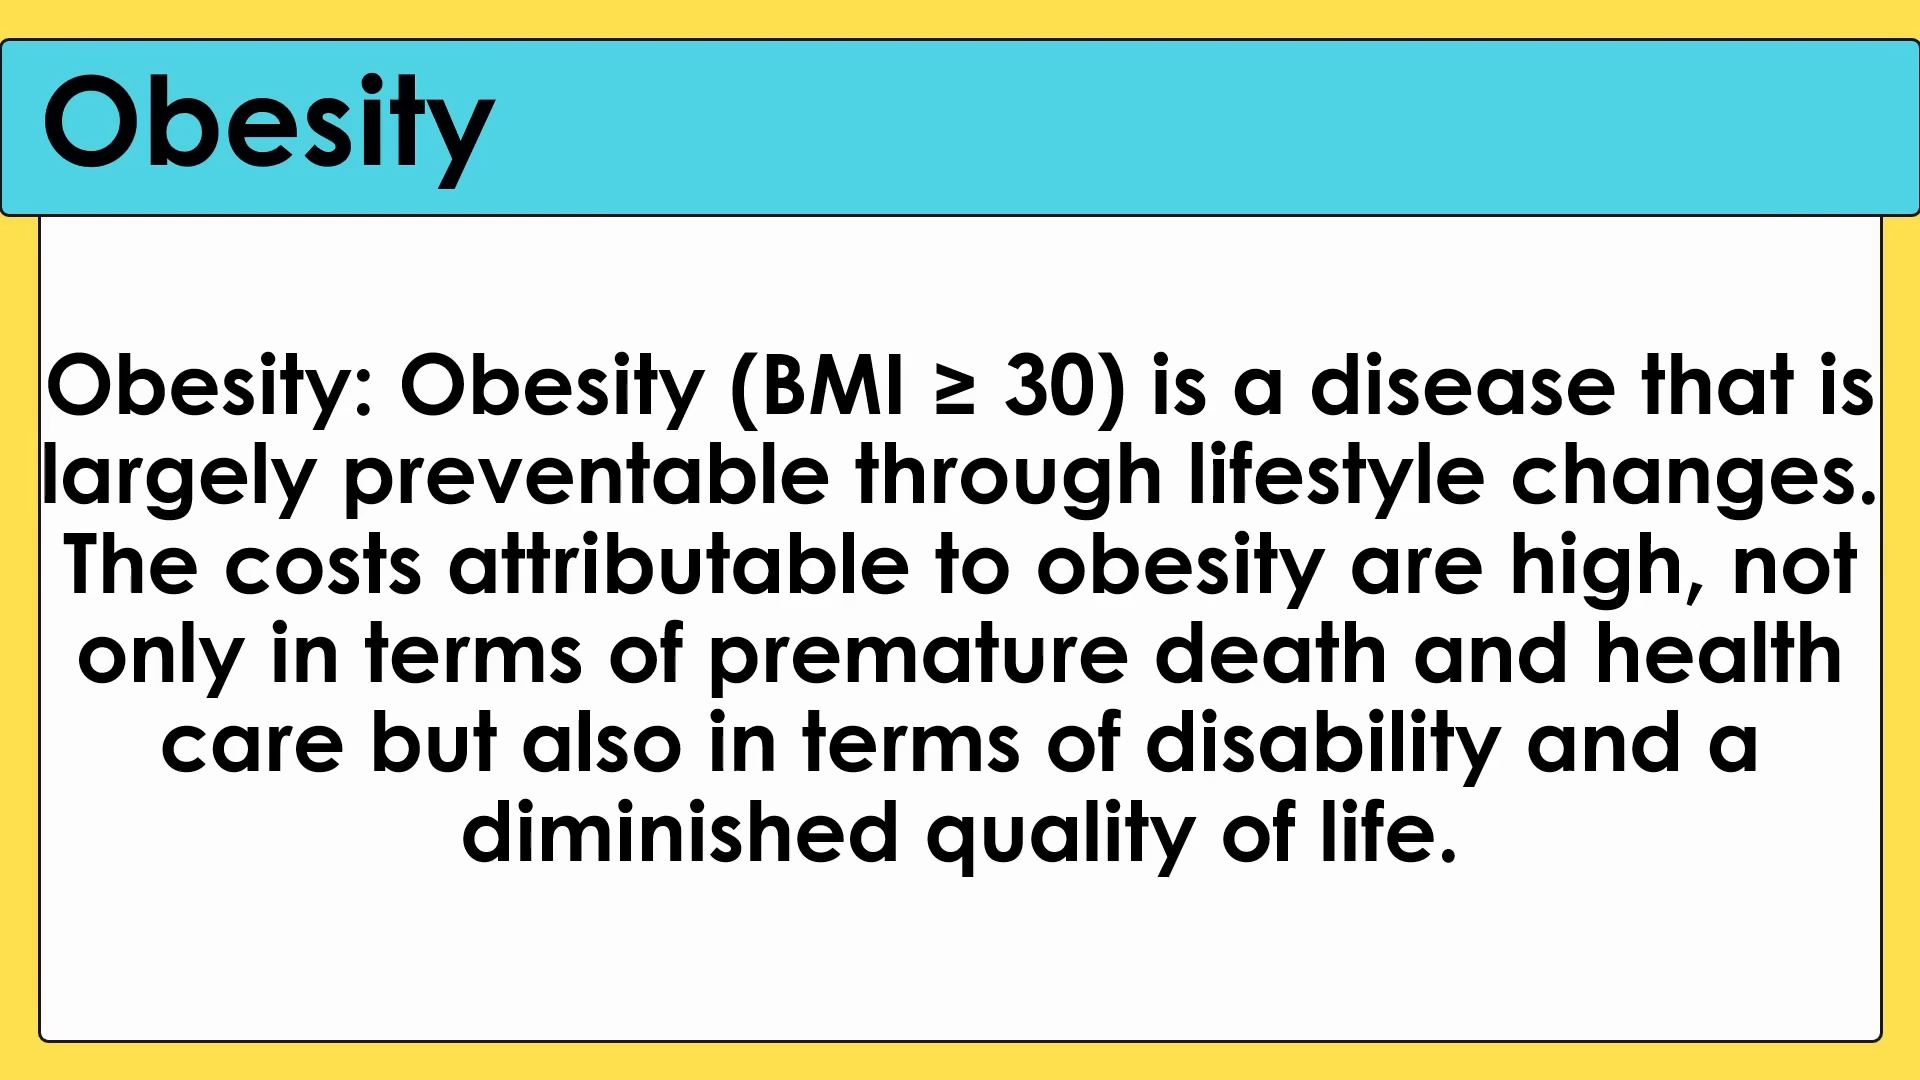 Obesity
Obesity: Obesity (BMI ≥ 30) is a disease that is
largely preventable through lifestyle changes.
The costs attributable to obesity are high, not
only in terms of premature death and health
care but also in terms of disability and a
diminished quality of life.